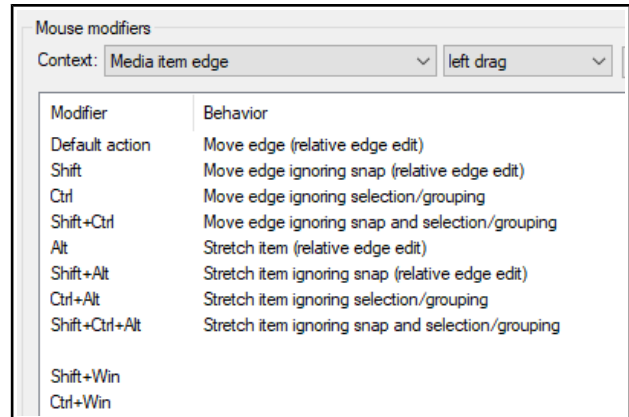 Mouse modifiers
Context: Media item edge left drag
Modifier Behavior
Default action Move edge (relative edge edit)
Shift Move edge ignoring snap (relative edge edit)
Ctrl Move edge ignoring selection/grouping
Shift+Ctrl Move edge ignoring snap and selection/grouping
Alt Stretch item (relative edge edit)
Shift+Alt Stretch item ignoring snap (relative edge edit)
Ctrl+Alt Stretch item ignoring selection/grouping
Shift+Ctrl+Alt Stretch item ignoring snap and selection/grouping
Shift+Win
Ctrl+Win